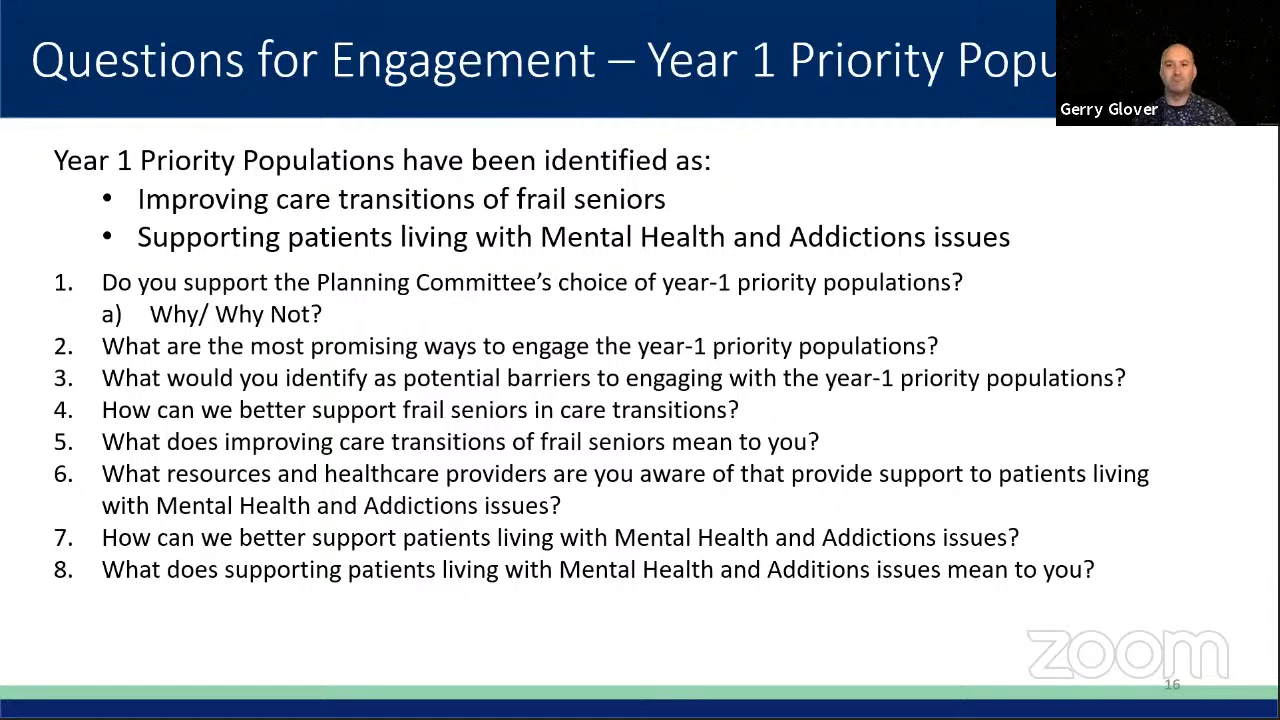 Questions for Engagement – Year 1 Priority Popu
Gerry Glover
Year 1 Priority Populations have been identified as:
• Improving care transitions of frail seniors
• Supporting patients living with Mental Health and Addictions issues
1. Do you support the Planning Committee’s choice of year-1 priority populations?
a) Why/ Why Not?
2. What are the most promising ways to engage the year-1 priority populations?
3. What would you identify as potential barriers to engaging with the year-1 priority populations?
4. How can we better support frail seniors in care transitions?
5. What does improving care transitions of frail seniors mean to you?
6. What resources and healthcare providers are you aware of that provide support to patients living
with Mental Health and Addictions issues?
7. How can we better support patients living with Mental Health and Addictions issues?
8. What does supporting patients living with Mental Health and Additions issues mean to you?
zoom
16